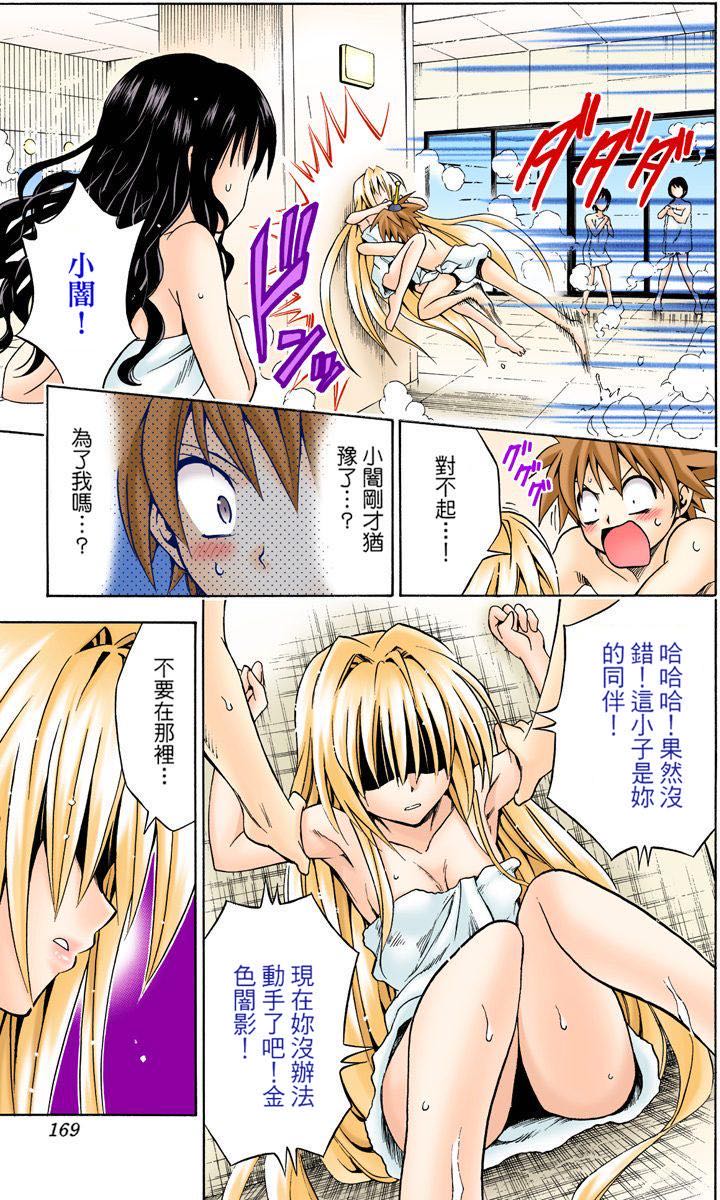 ダダダ
ドドンッ
小闇！
對不起…！
ググググ
小闇剛才猶
豫了…？
為了我嗎…？
哈哈哈！果然沒
錯！這小子是妳
的同伴！
現在妳沒辦法
動手了吧！金
色闇影！
不要在那裡…
169